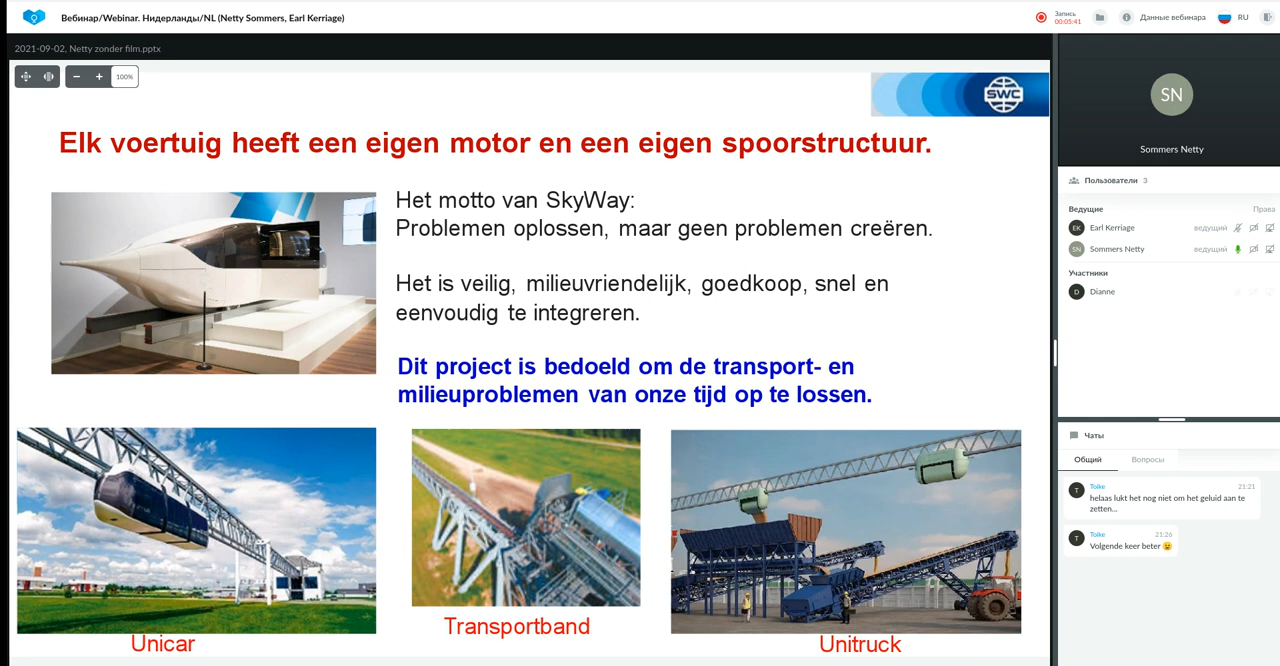 Вебинар/Webinar. Нидерланды/NL (Netty Sommers, Earl Kerriage)
Запись
00:05:41
Данные вебинара
RU
2021-09-02, Netty zonder film.pptx
100%
SWC
Elk voertuig heeft een eigen motor en een eigen spoorstructuur.
Het motto van SkyWay:
Problemen oplossen, maar geen problemen creëren.
Het is veilig, milieuvriendelijk, goedkoop, snel en
eenvoudig te integreren.
Dit project is bedoeld om de transport- en
milieuproblemen van onze tijd op te lossen.
Unicar
Transportband
Unitruck
SN
Sommers Netty
Пользователи 3
Ведущие Права
EK Earl Kerriage ведущий
SN Sommers Netty ведущий
Участники
D Dianne
Чаты
Общий Вопросы
T Toike 21:21
helaas lukt het nog niet om het geluid aan te
zetten...
T Toike 21:26
Volgende keer beter 😉